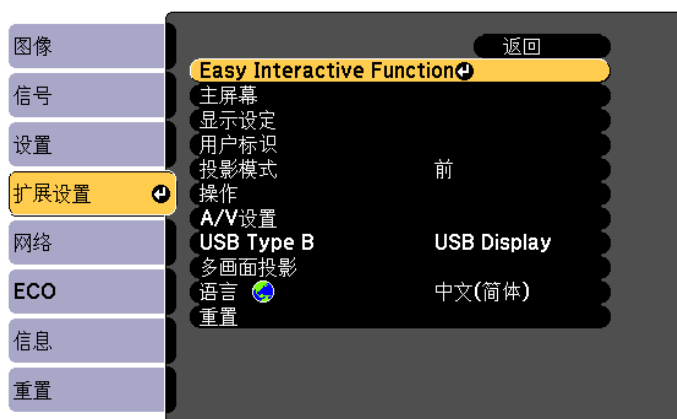 图像
信号
设置
扩展设置
网络
ECO
信息
重置
返回
Easy Interactive Function
主屏幕
显示设定
用户标识
投影模式 前
操作
A/V设置
USB Type B USB Display
多画面投影
语言 中文(简体)
重置